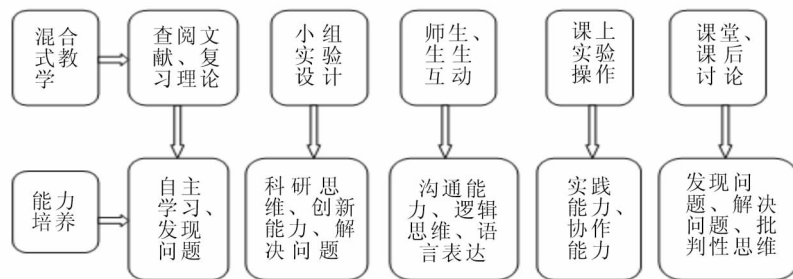 混合
式教
学
查阅文
献、复
习理论
小组
实验
设计
师生、
生生
互动
课上
实验
操作
课堂、
课后
讨论
能力
培养
自主
学习、
发现
问题
科研思
维、创新
能力、解
决问题
沟通能
力、逻辑
思维、语
言表达
实践
能力、
协作
能力
发现问
题、解决
问题、批
判性思维